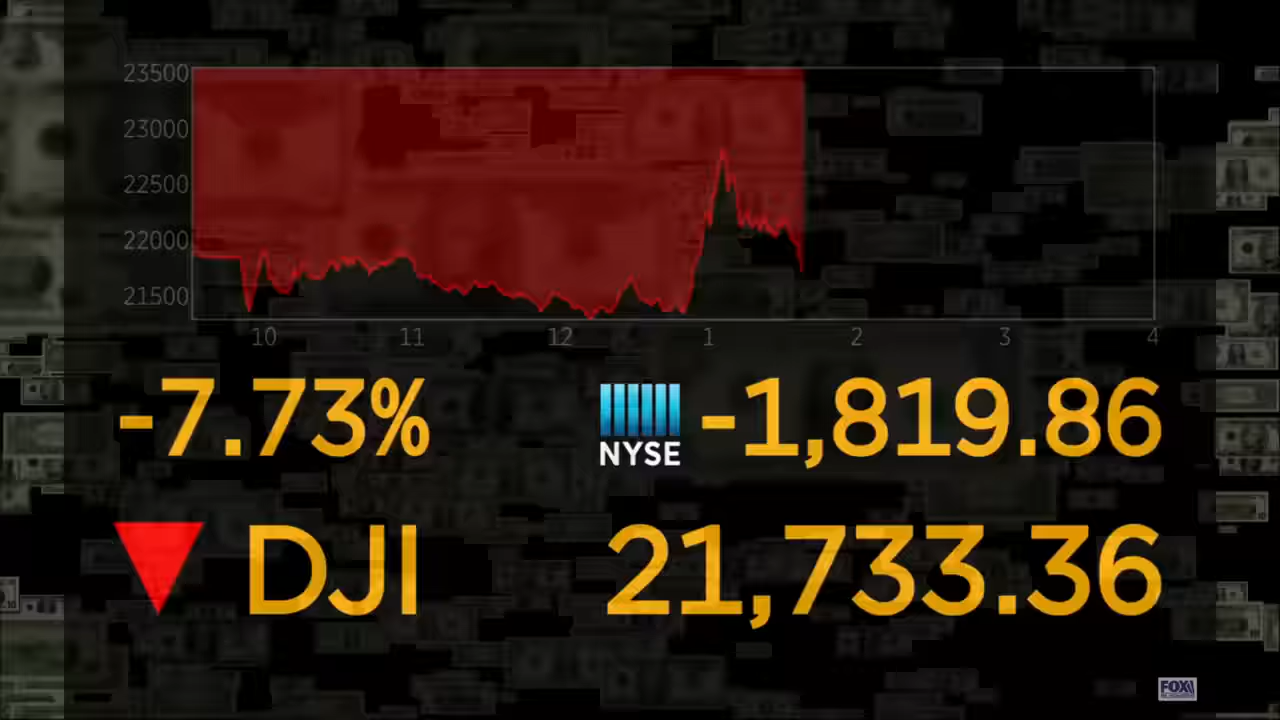 23500
23000
22500
22000
21500
10 11 12 1 2 3 4
-7.73% NYSE -1,819.86
DJI 21,733.36
FOX